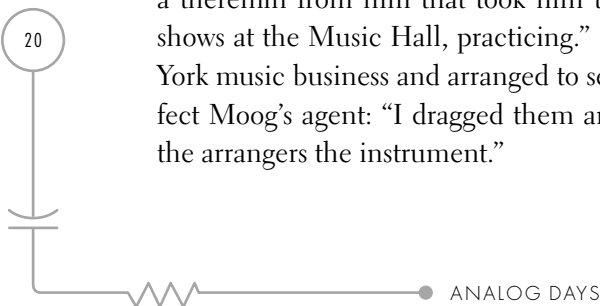 a theremin from him that took him
shows at the Music Hall, practicing.”
York music business and arranged to
fect Moog’s agent: “I dragged them
the arrangers the instrument.”
20
ANALOG DAYS